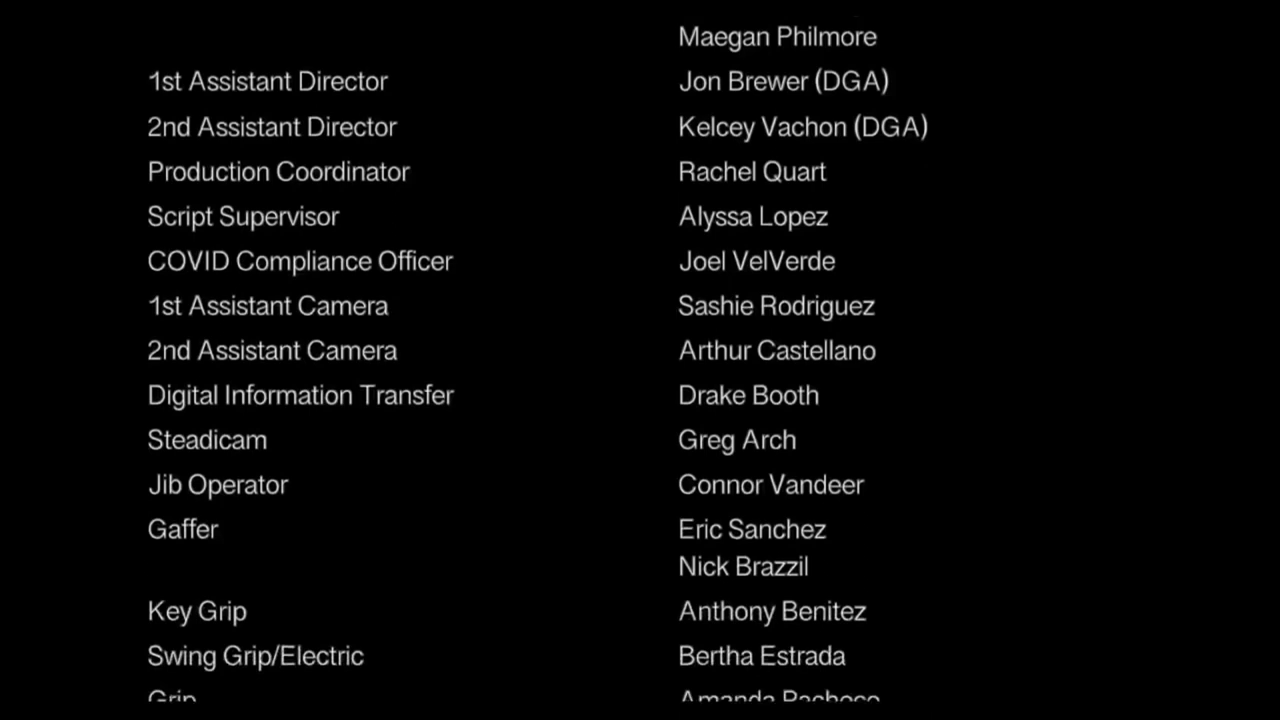 Maegan Philmore
1st Assistant Director Jon Brewer (DGA)
2nd Assistant Director Kelcey Vachon (DGA)
Production Coordinator Rachel Quart
Script Supervisor Alyssa Lopez
COVID Compliance Officer Joel VelVerde
1st Assistant Camera Sashie Rodriguez
2nd Assistant Camera Arthur Castellano
Digital Information Transfer Drake Booth
Steadicam Greg Arch
Jib Operator Connor Vandeer
Gaffer Eric Sanchez
Nick Brazzil
Key Grip Anthony Benitez
Swing Grip/Electric Bertha Estrada
Grip Amanda